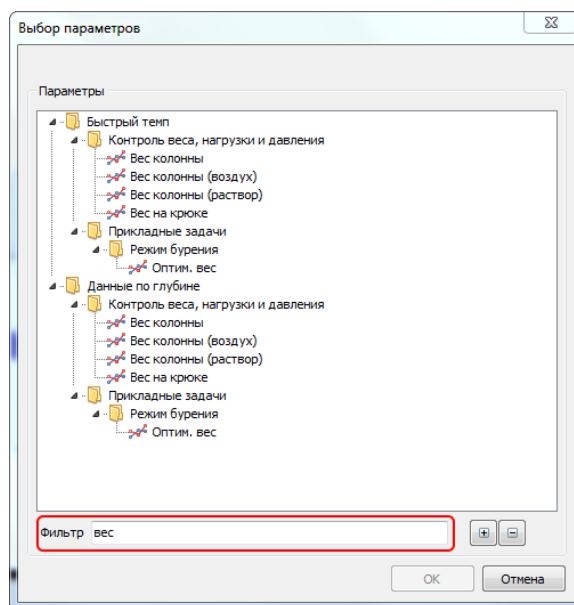 Выбор параметров
Параметры
Быстрый темп
Контроль веса, нагрузки и давления
Вес колонны
Вес колонны (воздух)
Вес колонны (раствор)
Вес на крюке
Прикладные задачи
Режим бурения
Оптим. вес
Данные по глубине
Контроль веса, нагрузки и давления
Вес колонны
Вес колонны (воздух)
Вес колонны (раствор)
Вес на крюке
Прикладные задачи
Режим бурения
Оптим. вес
Фильтр вес
ОК Отмена